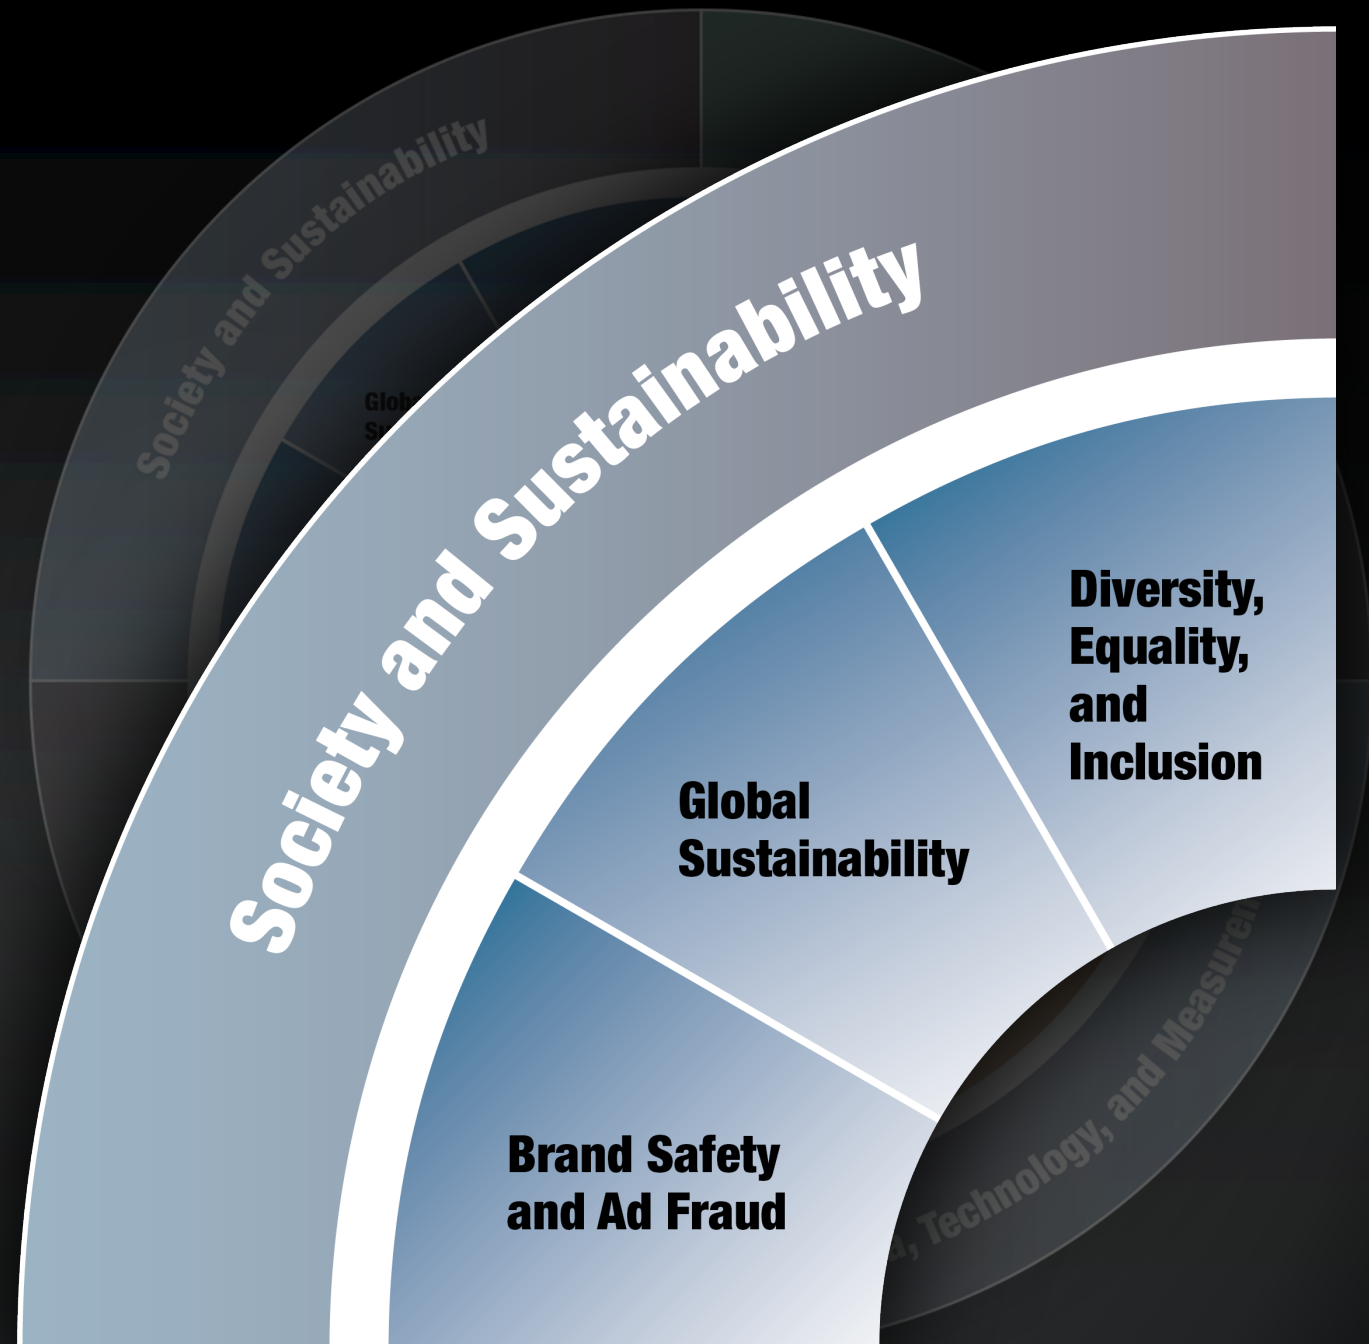 Society and Sustainability
Society and Sustainability
Diversity,
Equality,
and
Inclusion
Global
Sustainability
Brand Safety
and Ad Fraud
Technology, and